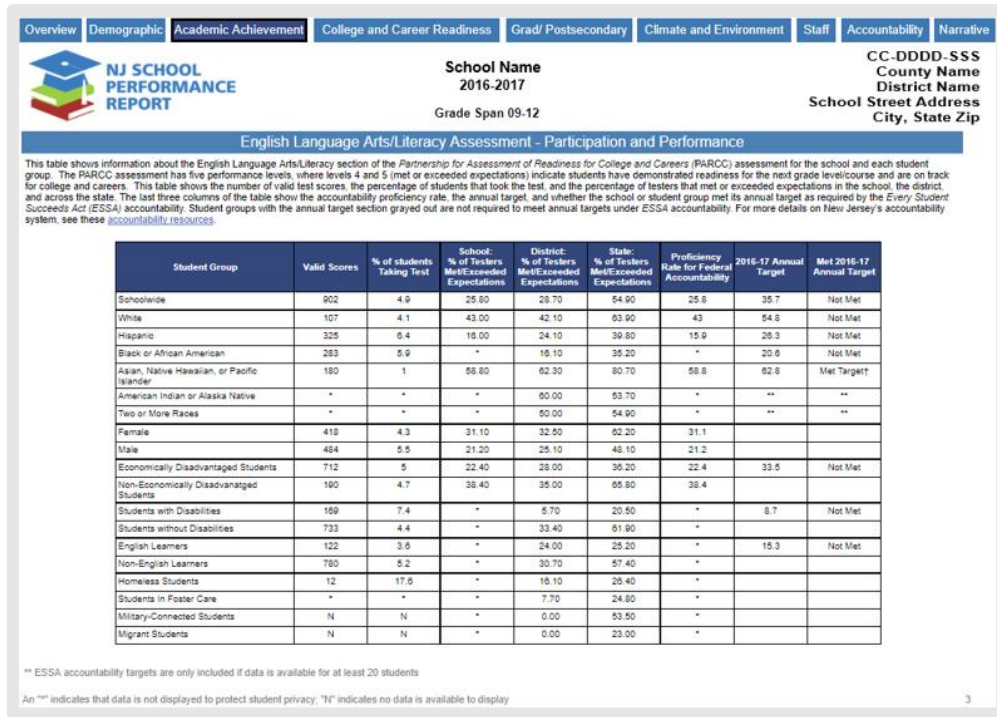 Overview Demographic Academic Achievement College and Career Readiness Grad/ Postsecondary Climate and Environment Staff Accountability Narrative
NJ SCHOOL
PERFORMANCE
REPORT
School Name
2016-2017
Grade Span 09-12
CC-DDDD-SSS
County Name
District Name
School Street Address
City, State Zip
English Language Arts/Literacy Assessment - Participation and Performance
This table shows information about the English Language Arts/Literacy section of the Partnership for Assessment of Readiness for College and Careers (PARCC) assessment for the school and each student
group. The PARCC assessment has five performance levels, where levels 4 and 5 (met or exceeded expectations) indicate students have demonstrated readiness for the next grade level/course and are on track
for college and careers. This table shows the number of valid test scores, the percentage of students that took the test, and the percentage of testers that met or exceeded expectations in the school, the district,
and across the state. The last three columns of the table show the accountability proficiency rate, the annual target, and whether the school or student group met its annual target as required by the Every Student
Succeeds Act (ESSA) accountability. Student groups with the annual target section grayed out are not required to meet annual targets under ESSA accountability. For more details on New Jersey's accountability
system, see these accountability resources.
Student Group Valid Scores % of students Taking Test School: % of Testers Met/Exceeded Expectations District: % of Testers Met/Exceeded Expectations State: % of Testers Met/Exceeded Expectations Proficiency Rate for Federal Accountability 2016-17 Annual Target Met 2016-17 Annual Target
Schoolwide 902 4.9 25.80 28.70 54.90 25.8 35.7 Not Met
White 107 4.1 43.00 42.10 63.90 43 54.8 Not Met
Hispanic 325 6.4 16.00 24.10 39.80 15.9 26.3 Not Met
Black or African American 283 5.9 * 16.10 35.20 * 20.6 Not Met
Asian, Native Hawaiian, or Pacific Islander 180 1 58.80 62.30 80.70 58.8 62.8 Met Target†
American Indian or Alaska Native * * * 60.00 53.70 * ** **
Two or More Races * * * 50.00 54.90 * ** **
Female 418 4.3 31.10 32.50 62.20 31.1
Male 484 5.5 21.20 25.10 48.10 21.2
Economically Disadvantaged Students 712 5 22.40 28.00 36.20 22.4 33.5 Not Met
Non-Economically Disadvanatged Students 190 4.7 38.40 35.00 65.80 38.4
Students with Disabilities 169 7.4 * 5.70 20.50 * 8.7 Not Met
Students without Disabilities 733 4.4 * 33.40 61.90 *
English Learners 122 3.6 * 24.00 25.20 * 15.3 Not Met
Non-English Learners 780 5.2 * 30.70 57.40 *
Homeless Students 12 17.6 * 16.10 26.40 *
Students In Foster Care * * * 7.70 24.80 *
Military-Connected Students N N * 0.00 53.50 *
Migrant Students N N * 0.00 23.00 *
** ESSA accountability targets are only included if data is available for at least 20 students
An "*" indicates that data is not displayed to protect student privacy; "N" indicates no data is available to display
3